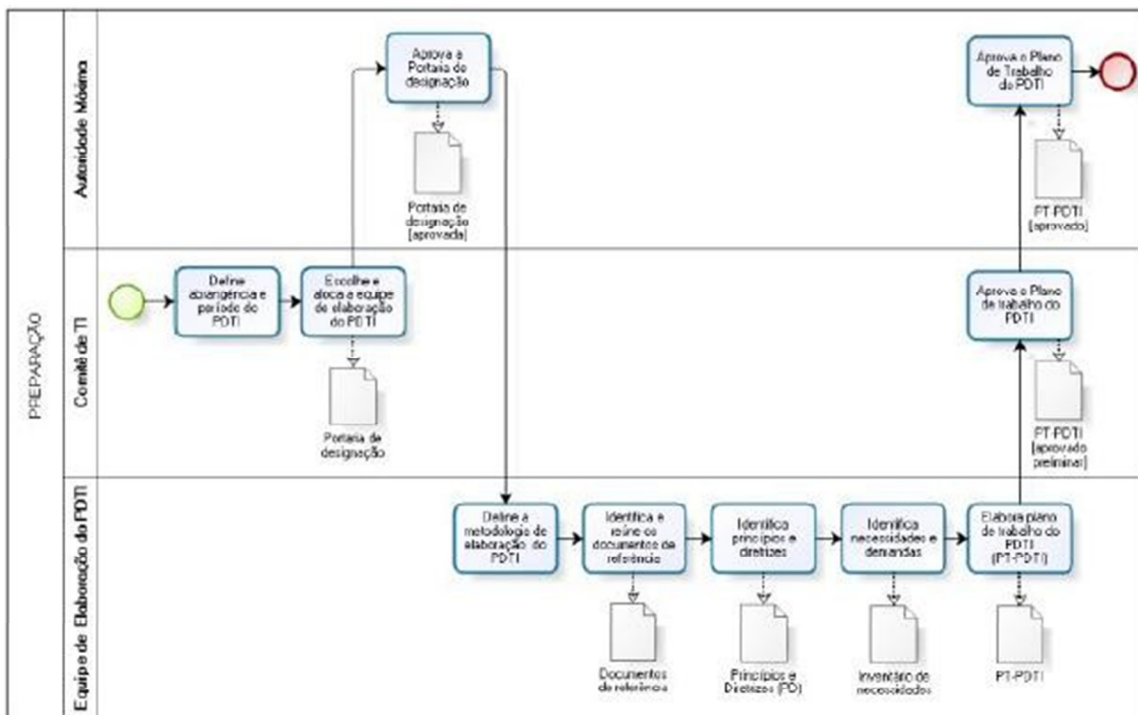 PREPARAÇÃO
Autoridade Máxima
Aprova a
Portaria de
designação
Portaria de
designação
[aprovada]
Aprova o Plano
de Trabalho
do PDTI
PT-PDTI
[aprovado]
Comitê de TI
Define
abrangência e
período do
PDTI
Escolhe e
aloca a equipe
de elaboração
do PDTI
Portaria de
designação
Aprova o Plano
de trabalho do
PDTI
PT-PDTI
[aprovado
preliminar]
Equipe de Elaboração do PDTI
Define a
metodologia de
elaboração do
PDTI
Identifica e
reúne os
documentos de
referência
Documentos
de referência
Identifica
princípios e
diretrizes
Princípios e
Diretrizes (PD)
Identifica
necessidades e
demandas
Inventário de
necessidades
Elabora plano
de trabalho do
PDTI
(PT-PDTI)
PT-PDTI